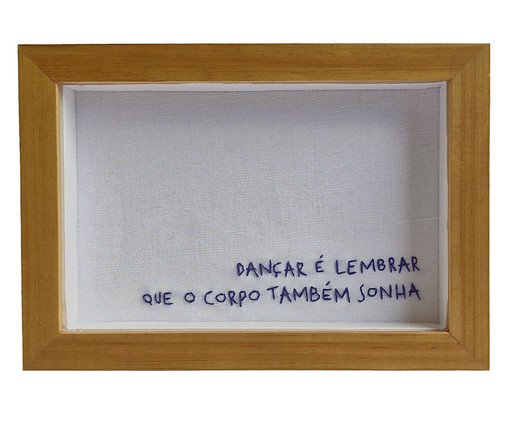 DANÇAR É LEMBRAR
QUE O CORPO TAMBÉM SONHA